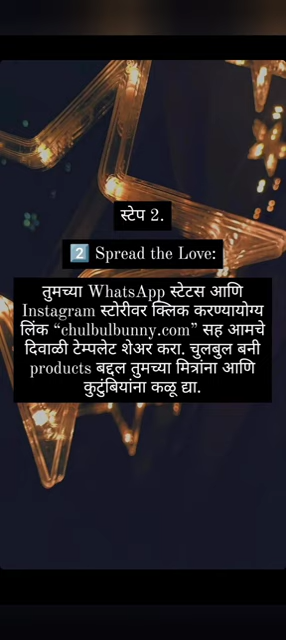 स्टेप 2.
2️⃣ Spread the Love:
तुमच्या WhatsApp स्टेटस आणि
Instagram स्टोरीवर क्लिक करण्यायोग्य
लिंक “chulbulbunny.com” सह आमचे
दिवाळी टेम्पलेट शेअर करा. चुलबुल बनी
products बद्दल तुमच्या मित्रांना आणि
कुटुंबियांना कळू द्या.